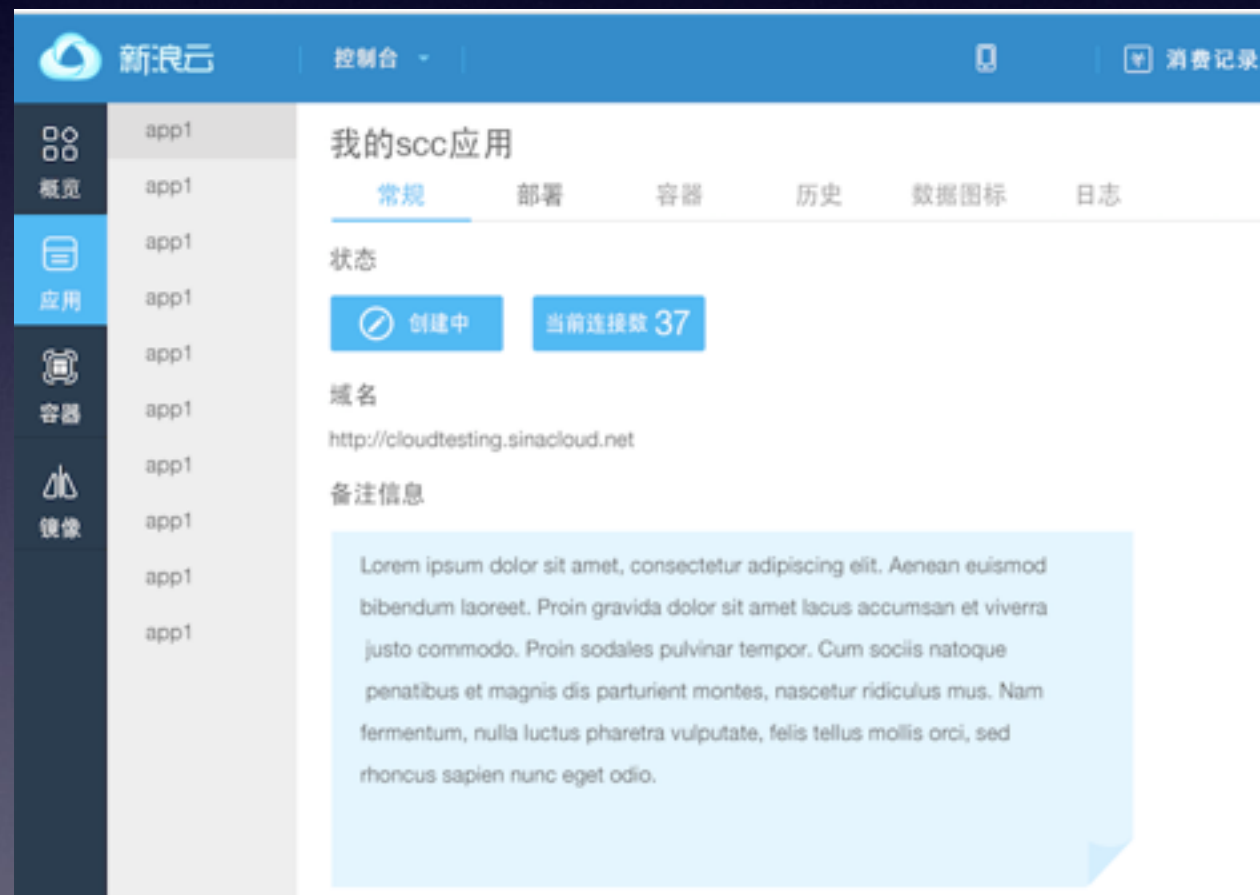 新浪云
控制台
消费记录
概览
应用
容器
镜像
app1
app1
app1
app1
app1
app1
app1
app1
app1
app1
我的scc应用
常规 部署 容器 历史 数据图标 日志
状态
创建中 当前连接数 37
域名
http://cloudtesting.sinacloud.net
备注信息
Lorem ipsum dolor sit amet, consectetur adipiscing elit. Aenean euismod
bibendum laoreet. Proin gravida dolor sit amet lacus accumsan et viverra
justo commodo. Proin sodales pulvinar tempor. Cum sociis natoque
penatibus et magnis dis parturient montes, nascetur ridiculus mus. Nam
fermentum, nulla luctus pharetra vulputate, felis tellus mollis orci, sed
rhoncus sapien nunc eget odio.